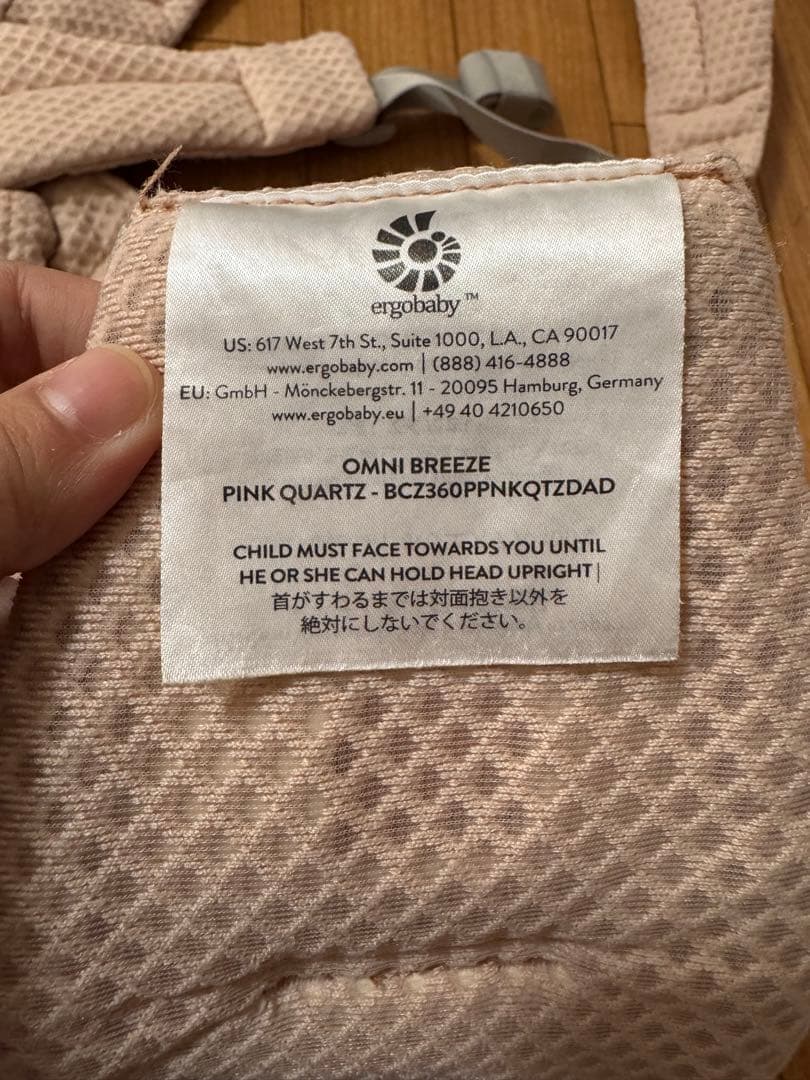 ergobaby™
US: 617 West 7th St., Suite 1000, L.A., CA 90017
www.ergobaby.com | (888) 416-4888
EU: GmbH - Mönckebergstr. 11 - 20095 Hamburg, Germany
www.ergobaby.eu | +49 40 4210650
OMNI BREEZE
PINK QUARTZ - BCZ360PPNKQTZDAD
CHILD MUST FACE TOWARDS YOU UNTIL
HE OR SHE CAN HOLD HEAD UPRIGHT |
首がすわるまでは対面抱き以外を
絶対にしないでください。